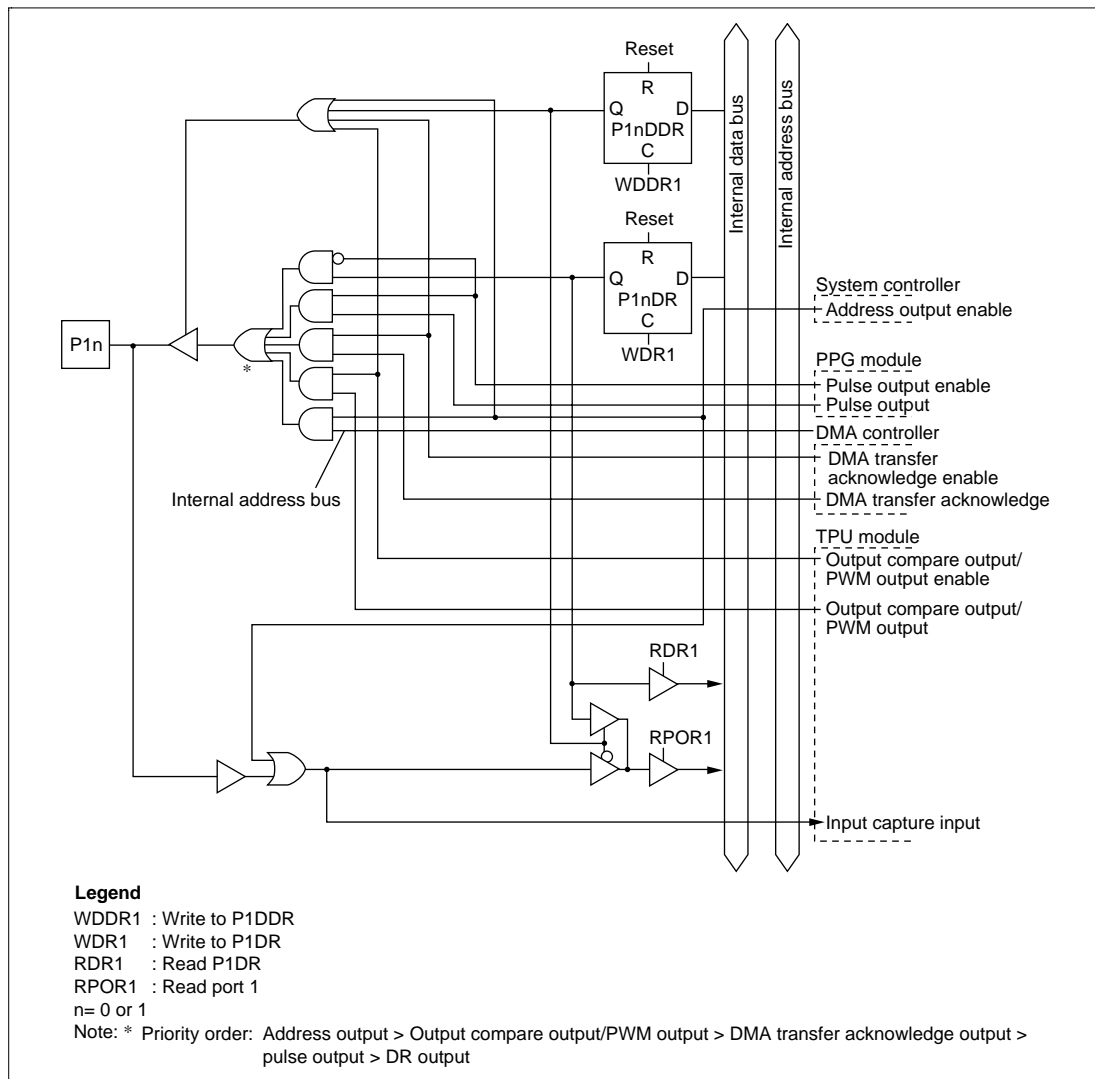 Reset
R
Q D
P1nDDR
C
WDDR1
Reset
R
Q D
P1nDR
C
WDR1
Internal data bus
Internal address bus
System controller
Address output enable
PPG module
Pulse output enable
Pulse output
DMA controller
DMA transfer
acknowledge enable
DMA transfer acknowledge
TPU module
Output compare output/
PWM output enable
Output compare output/
PWM output
Input capture input
P1n
*
Internal address bus
RDR1
RPOR1
Legend
WDDR1 : Write to P1DDR
WDR1 : Write to P1DR
RDR1 : Read P1DR
RPOR1 : Read port 1
n= 0 or 1
Note: * Priority order: Address output > Output compare output/PWM output > DMA transfer acknowledge output >
pulse output > DR output